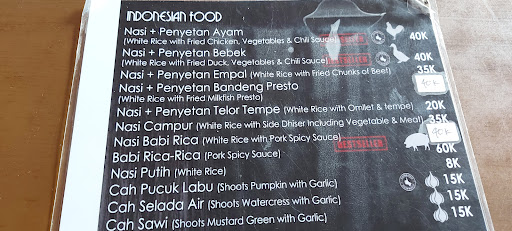 INDONESIAN FOOD
Nasi + Penyetan Ayam
(White Rice with Fried Chicken, Vegetables & Chili Sauce) BESTSELLER 40K
Nasi + Penyetan Bebek
(White Rice with Fried Duck, Vegetables & Chili Sauce) BESTSELLER 40K
Nasi + Penyetan Empal (White Rice with Fried Chunks of Beef) 35K
Nasi + Penyetan Bandeng Presto 40K
(White Rice with Fried Milkfish Presto)
Nasi + Penyetan Telor Tempe (White Rice with Omlet & tempe) 20K
Nasi Campur (White Rice with Side Dhiser Including Vegetable & Meat) 35K
Nasi Babi Rica (White Rice with Pork Spicy Sauce) BESTSELLER 40K
Babi Rica-Rica (Pork Spicy Sauce) 60K
Nasi Putih (White Rice) 8K
Cah Pucuk Labu (Shoots Pumpkin with Garlic) 15K
Cah Selada Air (Shoots Watercress with Garlic) 15K
Cah Sawi (Shoots Mustard Green with Garlic) 15K